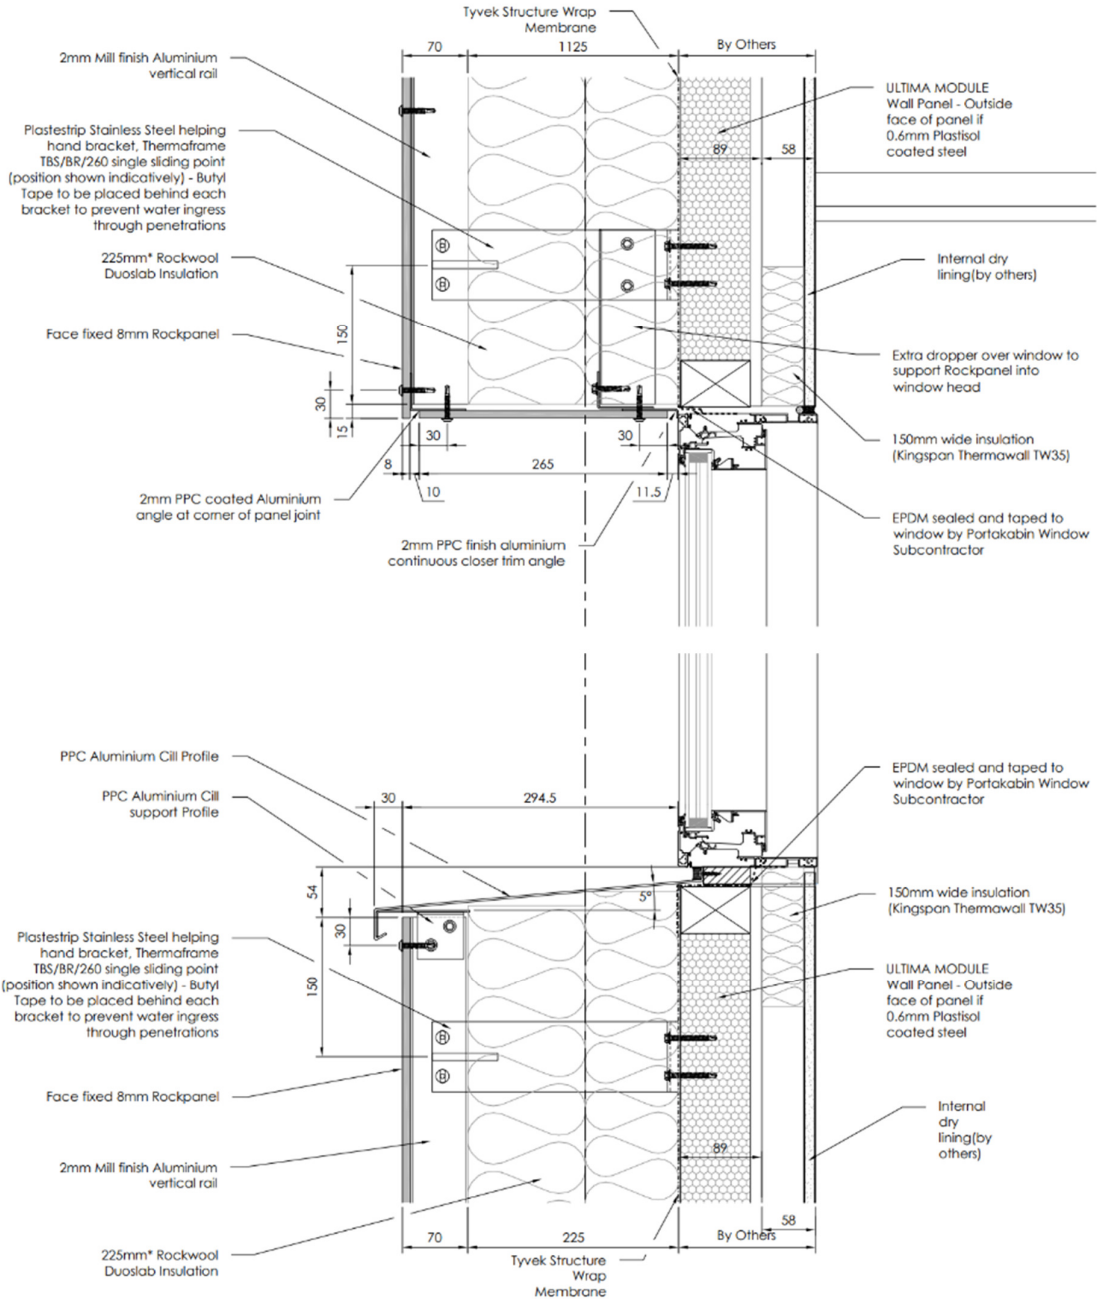 Tyvek Structure Wrap
Membrane
70
1125
By Others
2mm Mill finish Aluminium
vertical rail
Plastestrip Stainless Steel helping
hand bracket, Thermaframe
TBS/BR/260 single sliding point
(position shown indicatively) - Butyl
Tape to be placed behind each
bracket to prevent water ingress
through penetrations
225mm* Rockwool
Duoslab Insulation
Face fixed 8mm Rockpanel
150
30
15
ULTIMA MODULE
Wall Panel - Outside
face of panel if
0.6mm Plastisol
coated steel
89
58
Internal dry
lining(by others)
Extra dropper over window to
support Rockpanel into
window head
150mm wide insulation
(Kingspan Thermawall TW35)
EPDM sealed and taped to
window by Portakabin Window
Subcontractor
30
30
8
265
10
11.5
2mm PPC coated Aluminium
angle at corner of panel joint
2mm PPC finish aluminium
continuous closer trim angle
PPC Aluminium Cill Profile
PPC Aluminium Cill
support Profile
30
294.5
54
30
150
5°
EPDM sealed and taped to
window by Portakabin Window
Subcontractor
150mm wide insulation
(Kingspan Thermawall TW35)
Plastestrip Stainless Steel helping
hand bracket, Thermaframe
TBS/BR/260 single sliding point
(position shown indicatively) - Butyl
Tape to be placed behind each
bracket to prevent water ingress
through penetrations
ULTIMA MODULE
Wall Panel - Outside
face of panel if
0.6mm Plastisol
coated steel
Face fixed 8mm Rockpanel
Internal
dry
lining(by
others)
2mm Mill finish Aluminium
vertical rail
89
58
70
225
By Others
225mm* Rockwool
Duoslab Insulation
Tyvek Structure
Wrap
Membrane